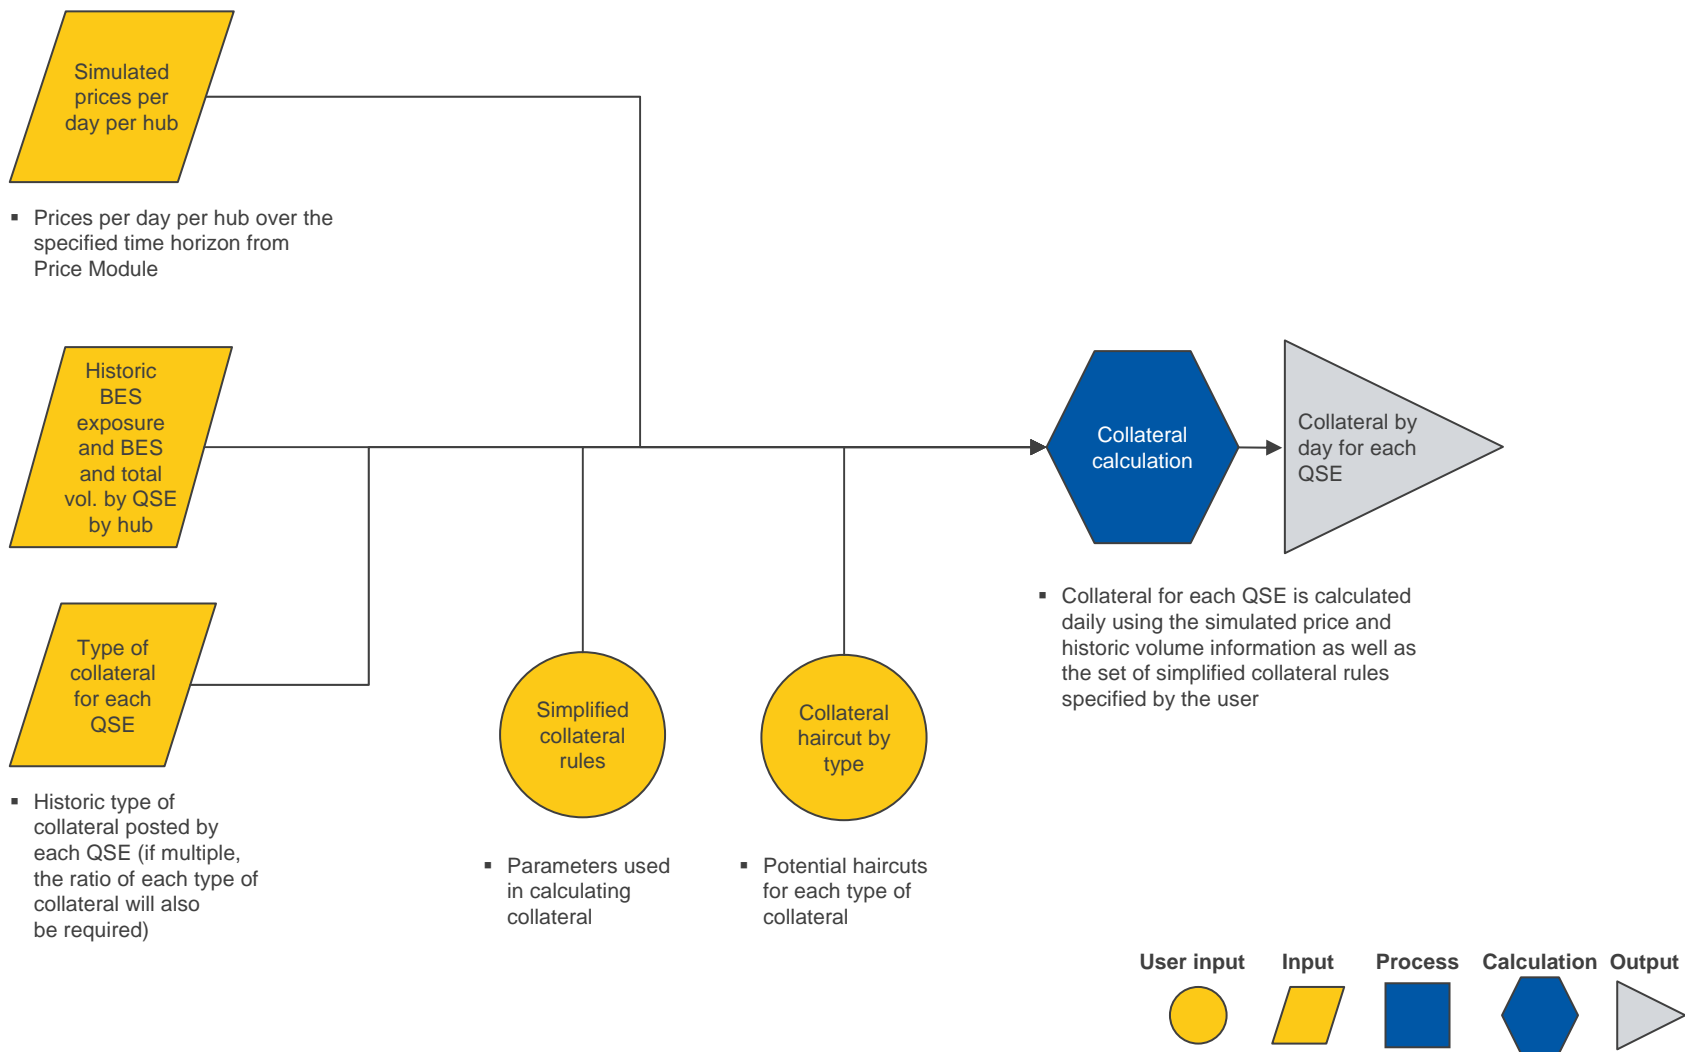 Simulated
prices per
day per hub
▪ Prices per day per hub over the
specified time horizon from
Price Module
Historic
BES
exposure
and BES
and total
vol. by QSE
by hub
Collateral
calculation
Collateral by
day for each
QSE
▪ Collateral for each QSE is calculated
daily using the simulated price and
historic volume information as well as
the set of simplified collateral rules
specified by the user
Type of
collateral
for each
QSE
▪ Historic type of
collateral posted by
each QSE (if multiple,
the ratio of each type of
collateral will also
be required)
Simplified
collateral
rules
▪ Parameters used
in calculating
collateral
Collateral
haircut by
type
▪ Potential haircuts
for each type of
collateral
User input Input Process Calculation Output